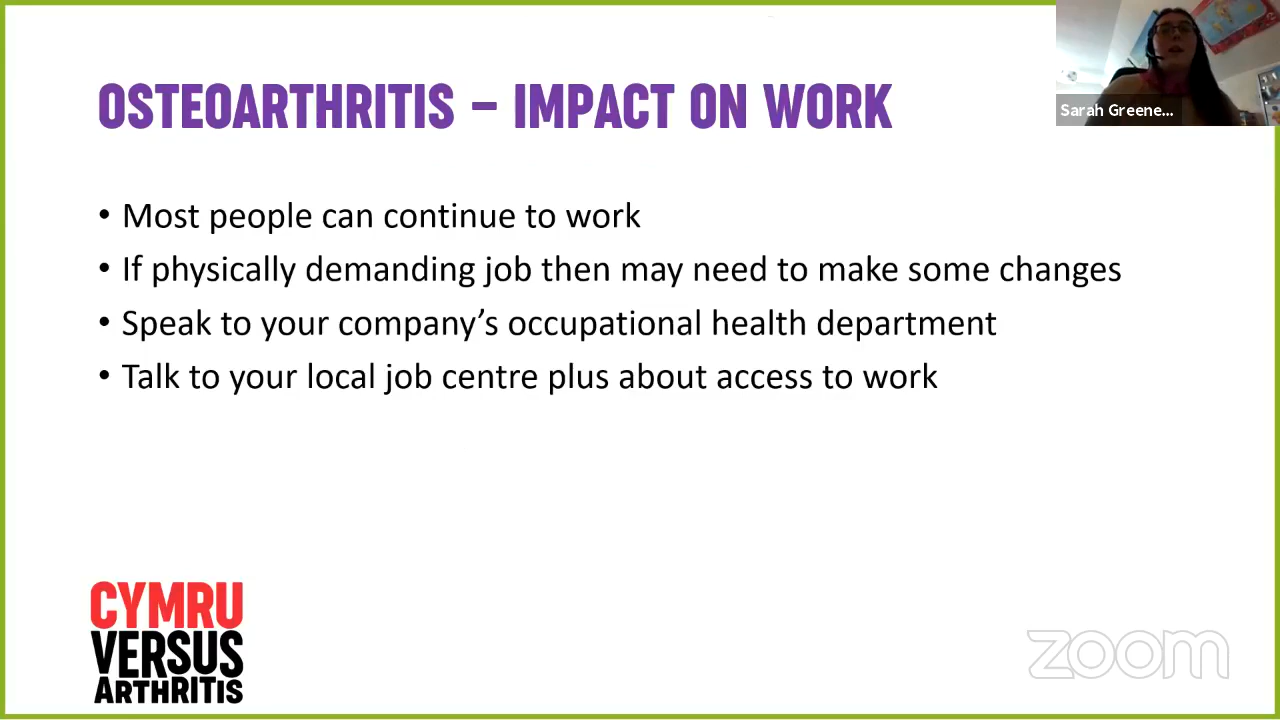 OSTEOARTHRITIS – IMPACT ON WORK
Sarah Greene...
• Most people can continue to work
• If physically demanding job then may need to make some changes
• Speak to your company’s occupational health department
• Talk to your local job centre plus about access to work
CYMRU
VERSUS
ARTHRITIS
zoom